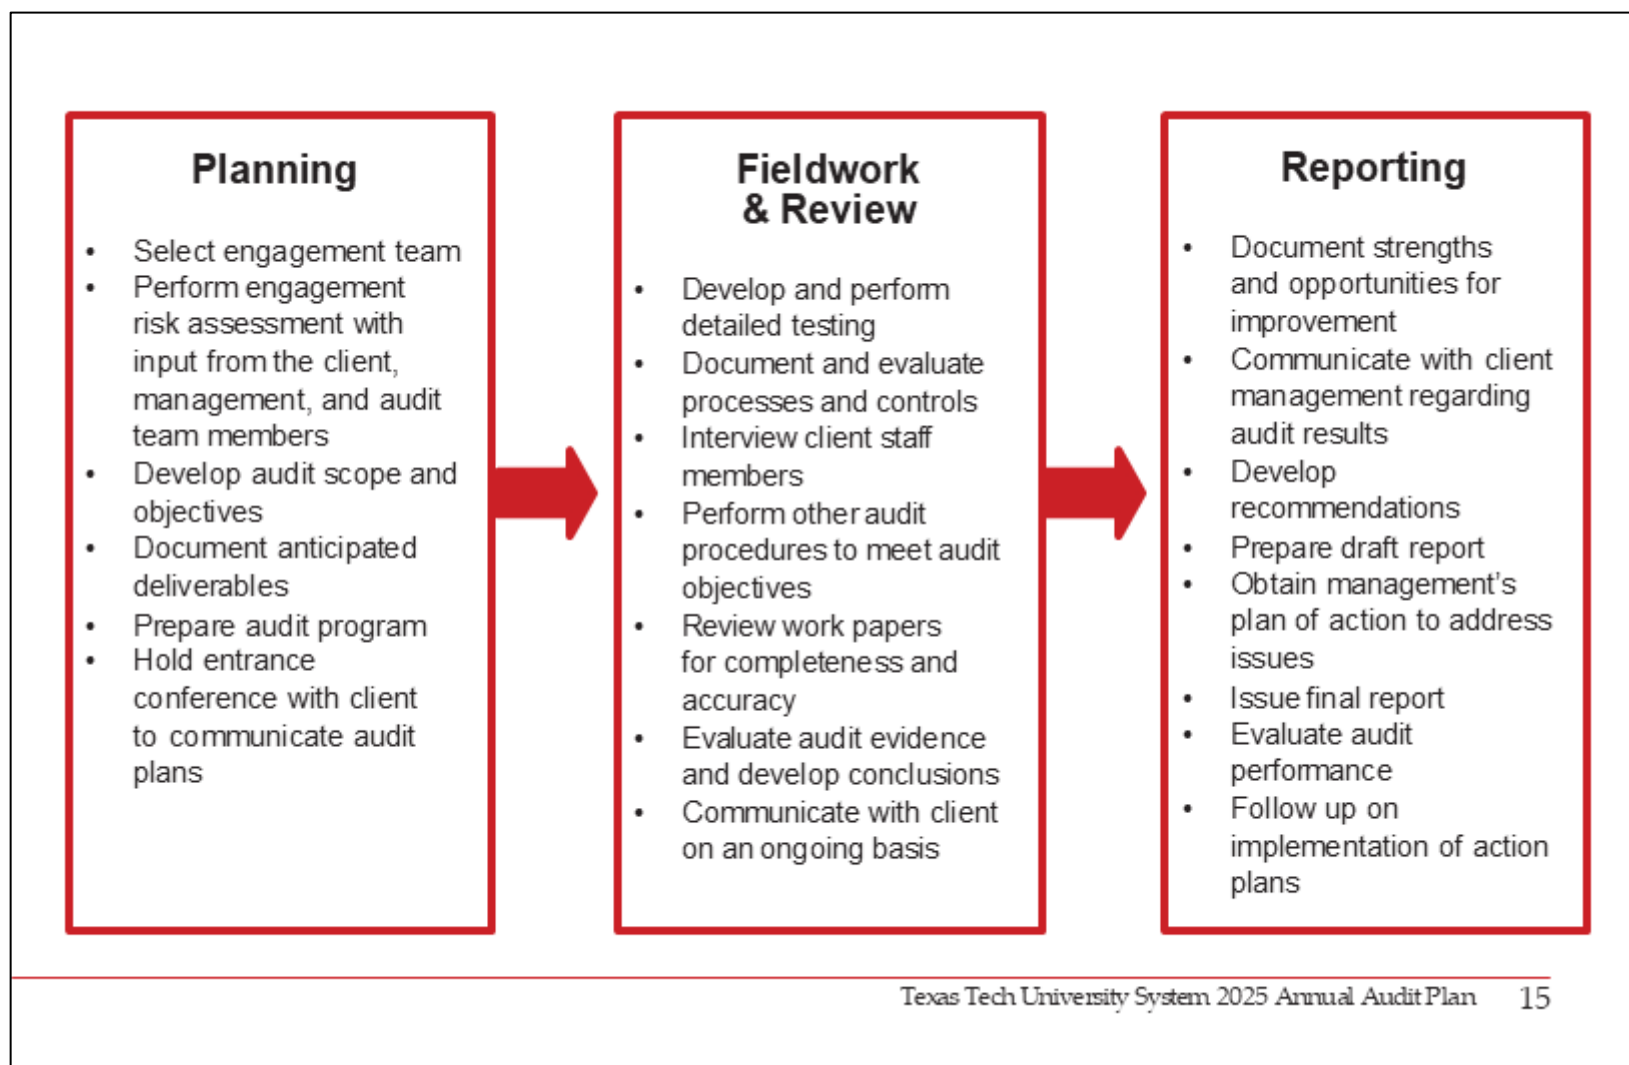 Planning
• Select engagement team
• Perform engagement
risk assessment with
input from the client,
management, and audit
team members
• Develop audit scope and
objectives
• Document anticipated
deliverables
• Prepare audit program
• Hold entrance
conference with client
to communicate audit
plans
Fieldwork
& Review
• Develop and perform
detailed testing
• Document and evaluate
processes and controls
• Interview client staff
members
• Perform other audit
procedures to meet audit
objectives
• Review work papers
for completeness and
accuracy
• Evaluate audit evidence
and develop conclusions
• Communicate with client
on an ongoing basis
Reporting
• Document strengths
and opportunities for
improvement
• Communicate with client
management regarding
audit results
• Develop
recommendations
• Prepare draft report
• Obtain management’s
plan of action to address
issues
• Issue final report
• Evaluate audit
performance
• Follow up on
implementation of action
plans
Texas Tech University System 2025 Annual Audit Plan 15